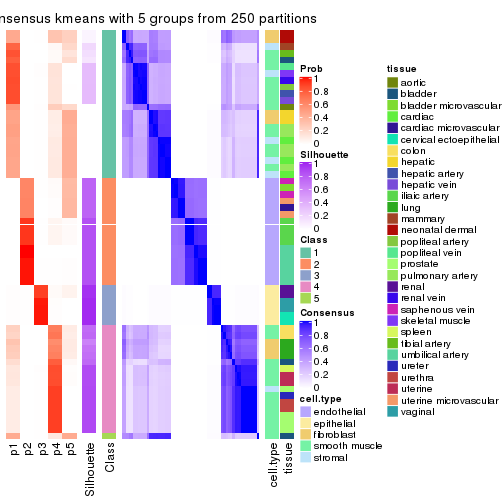 nsensus kmeans with 5 groups from 250 partitions
p1
p2
p3
p4
p5
Silhouette
Class
cell.type
tissue
Prob
1
0.8
0.6
0.4
0.2
0
Silhouette
1
0.8
0.6
0.4
0.2
0
Class
1
2
3
4
5
Consensus
1
0.8
0.6
0.4
0.2
0
cell.type
endothelial
epithelial
fibroblast
smooth muscle
stromal
tissue
aortic
bladder
bladder microvascular
cardiac
cardiac microvascular
cervical ectoepithelial
colon
hepatic
hepatic artery
hepatic vein
iliaic artery
lung
mammary
neonatal dermal
popliteal artery
popliteal vein
prostate
pulmonary artery
renal
renal vein
saphenous vein
skeletal muscle
spleen
tibial artery
umbilical artery
ureter
urethra
uterine
uterine microvascular
vaginal